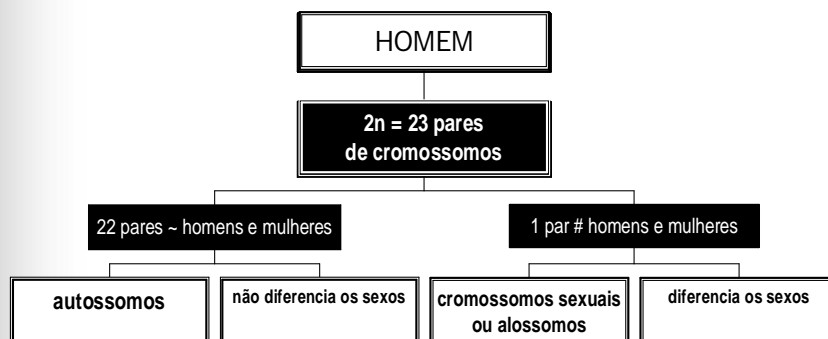 HOMEM
2n = 23 pares
de cromossomos
22 pares ~ homens e mulheres
1 par # homens e mulheres
autossomos
não diferencia os sexos
cromossomos sexuais
ou alossomos
diferencia os sexos